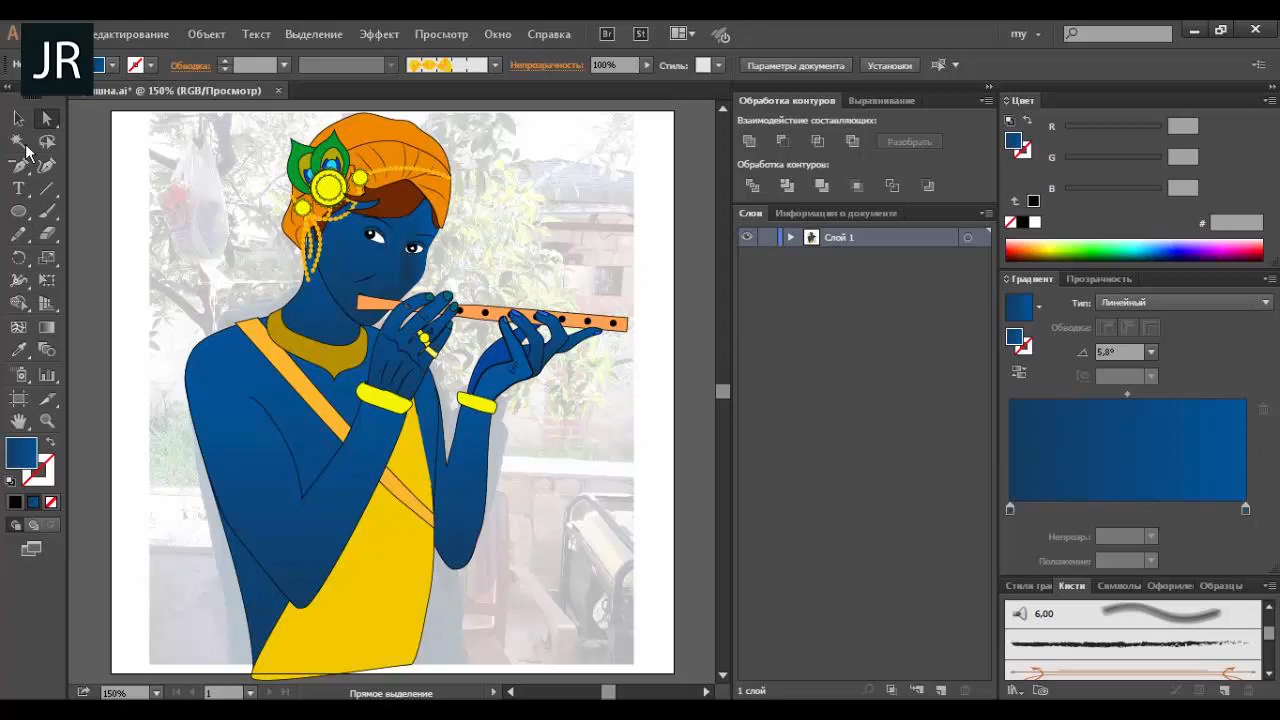 JR
едактирование Объект Текст Выделение Эффект Просмотр Окно Справка Br St my
Обводка: Непрозрачность: 100% Стиль: Параметры документа Установки
шна.ai* @ 150% (RGB/Просмотр)
Обработка контуров Выравнивание
Взаимодействие составляющих:
Разобрать
Обработка контуров:
Слои Информация о документе
Слой 1
Цвет
R
G
B
#
Градиент Прозрачность
Тип: Линейный
Обводка:
5,8°
Непрозр.:
Положение:
Стили гра Кисти Символы Оформле Образцы
6,00
150% 1 Прямое выделение
1 слой